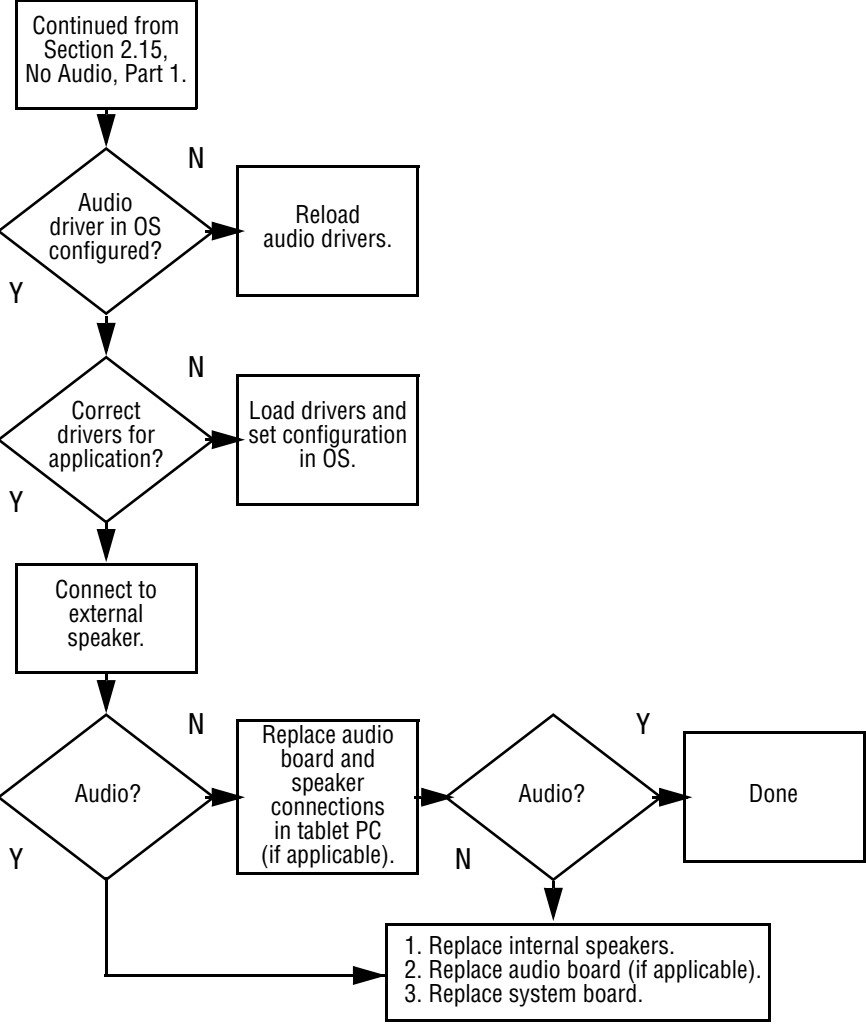 Continued from
Section 2.15,
No Audio, Part 1.
N
Audio
driver in OS
configured?
Reload
audio drivers.
Y
N
Correct
drivers for
application?
Load drivers and
set configuration
in OS.
Y
Connect to
external
speaker.
N
Audio?
Replace audio
board and
speaker
connections
in tablet PC
(if applicable).
Y
Audio?
Y
Done
N
1. Replace internal speakers.
2. Replace audio board (if applicable).
3. Replace system board.